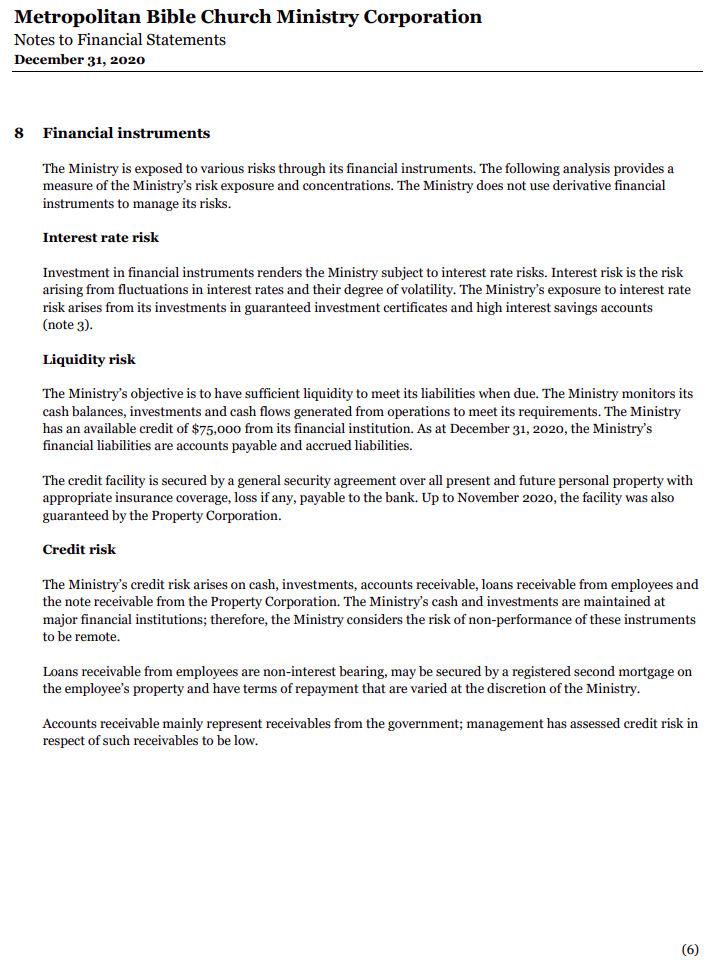 Metropolitan Bible Church Ministry Corporation
Notes to Financial Statements
December 31, 2020
8 Financial instruments
The Ministry is exposed to various risks through its financial instruments. The following analysis provides a
measure of the Ministry's risk exposure and concentrations. The Ministry does not use derivative financial
instruments to manage its risks.
Interest rate risk
Investment in financial instruments renders the Ministry subject to interest rate risks. Interest risk is the risk
arising from fluctuations in interest rates and their degree of volatility. The Ministry's exposure to interest rate
risk arises from its investments in guaranteed investment certificates and high interest savings accounts
(note 3).
Liquidity risk
The Ministry's objective is to have sufficient liquidity to meet its liabilities when due. The Ministry monitors its
cash balances, investments and cash flows generated from operations to meet its requirements. The Ministry
has an available credit of $75,000 from its financial institution. As at December 31, 2020, the Ministry's
financial liabilities are accounts payable and accrued liabilities.
The credit facility is secured by a general security agreement over all present and future personal property with
appropriate insurance coverage, loss if any, payable to the bank. Up to November 2020, the facility was also
guaranteed by the Property Corporation.
Credit risk
The Ministry's credit risk arises on cash, investments, accounts receivable, loans receivable from employees and
the note receivable from the Property Corporation. The Ministry's cash and investments are maintained at
major financial institutions; therefore, the Ministry considers the risk of non-performance of these instruments
to be remote.
Loans receivable from employees are non-interest bearing, may be secured by a registered second mortgage on
the employee's property and have terms of repayment that are varied at the discretion of the Ministry.
Accounts receivable mainly represent receivables from the government; management has assessed credit risk in
respect of such receivables to be low.
(6)